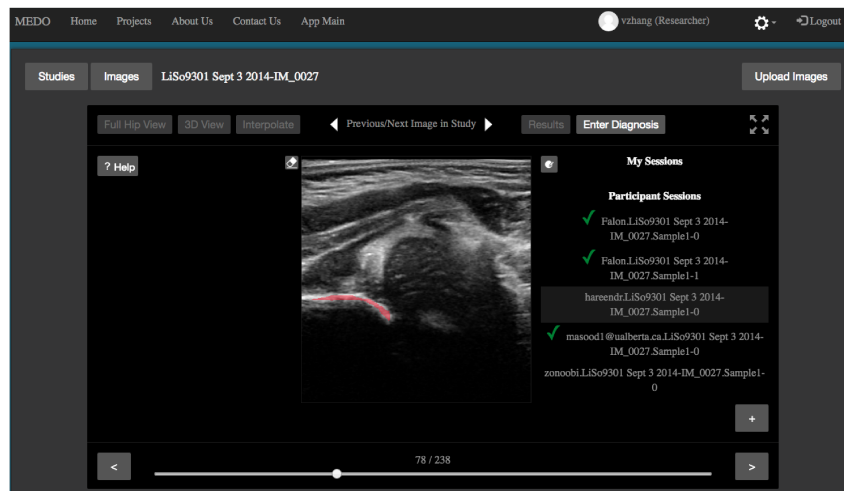 MEDO Home Projects About Us Contact Us App Main vzhang (Researcher) Logout
Studies Images LiSo9301 Sept 3 2014-IM_0027 Upload Images
Full Hip View 3D View Interpolate Previous/Next Image in Study Results Enter Diagnosis
? Help
My Sessions
Participant Sessions
Falon.LiSo9301 Sept 3 2014-
IM_0027.Sample1-0
Falon.LiSo9301 Sept 3 2014-
IM_0027.Sample1-1
hareendr.LiSo9301 Sept 3 2014-
IM_0027.Sample1-0
masood1@ualberta.ca.LiSo9301 Sept 3 2014-
IM_0027.Sample1-0
zonoobi.LiSo9301 Sept 3 2014-IM_0027.Sample1-
0
+
< 78 / 238 >